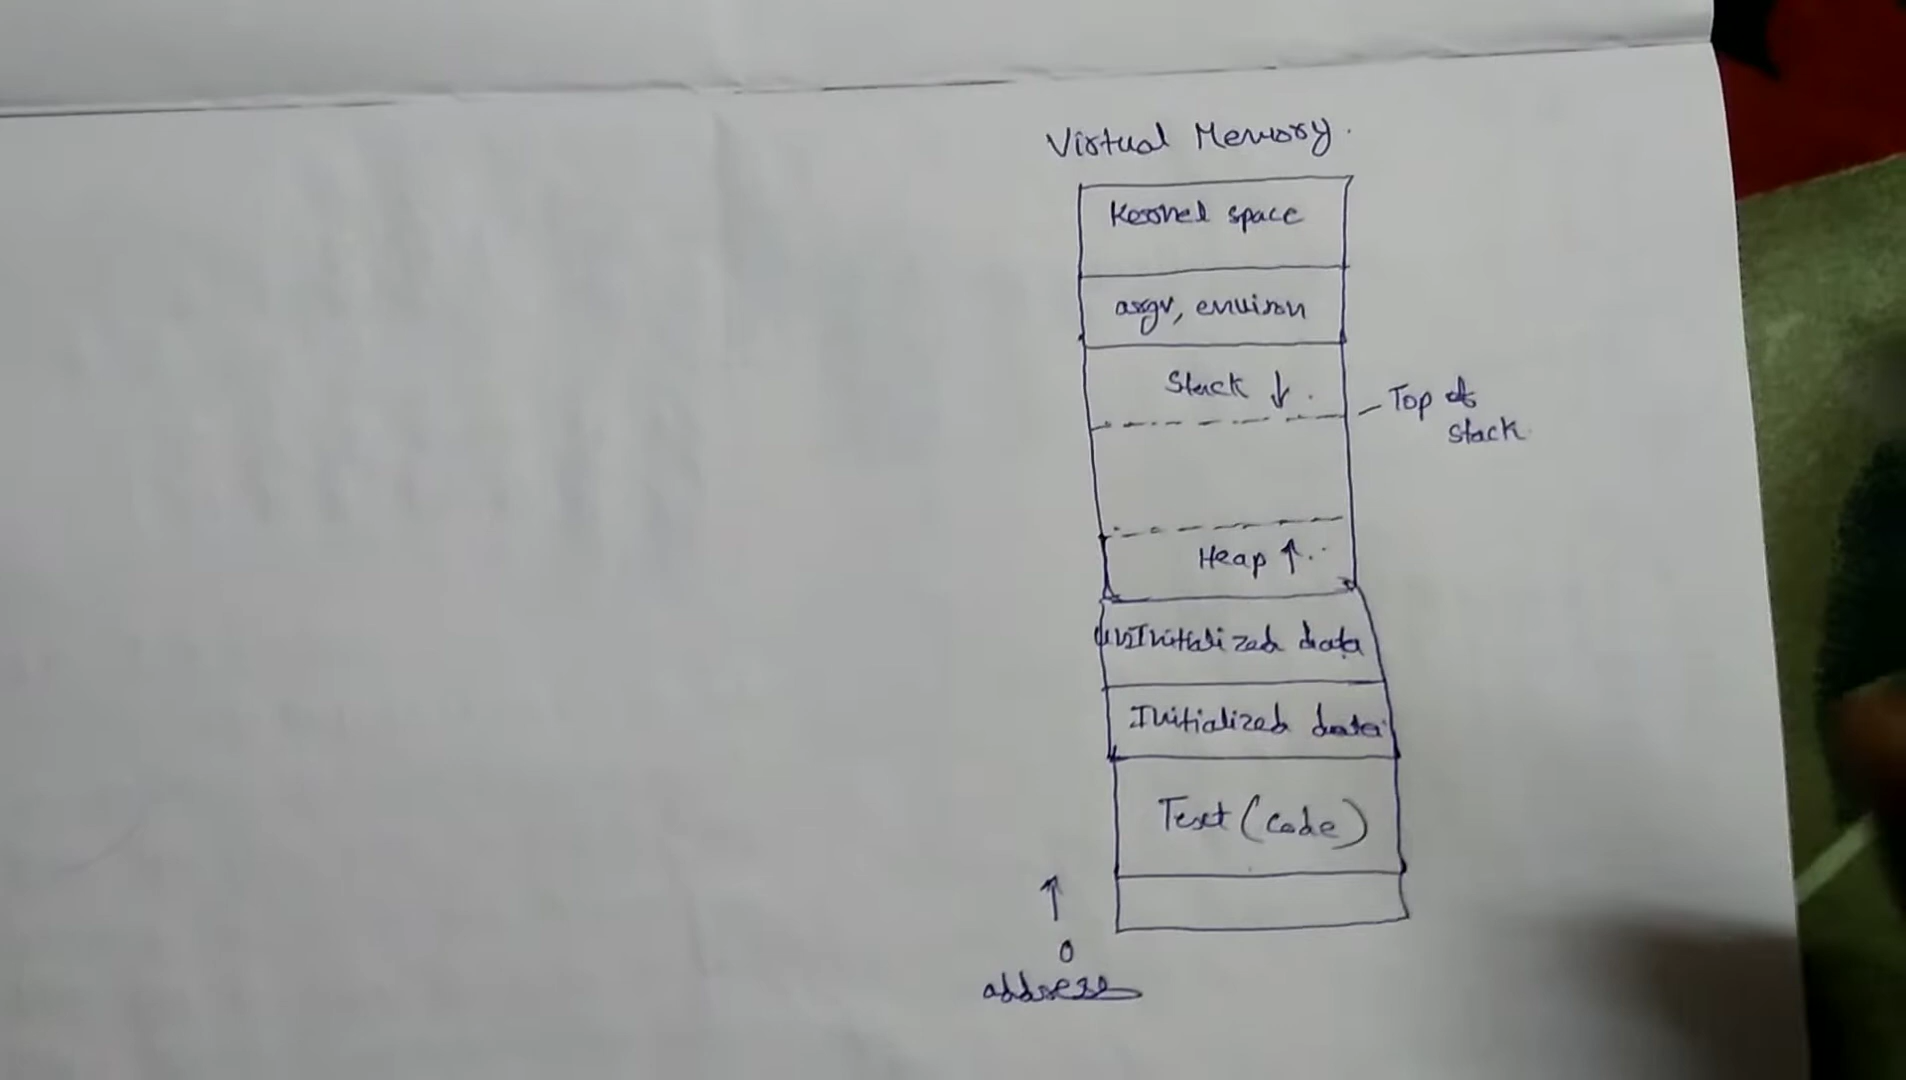 Virtual Memory.
Kernel space
argv, environ
Stack ↓.
Top of
stack
Heap ↑..
UnInitialized data
Initialized data
Text (code)
↑
0
address